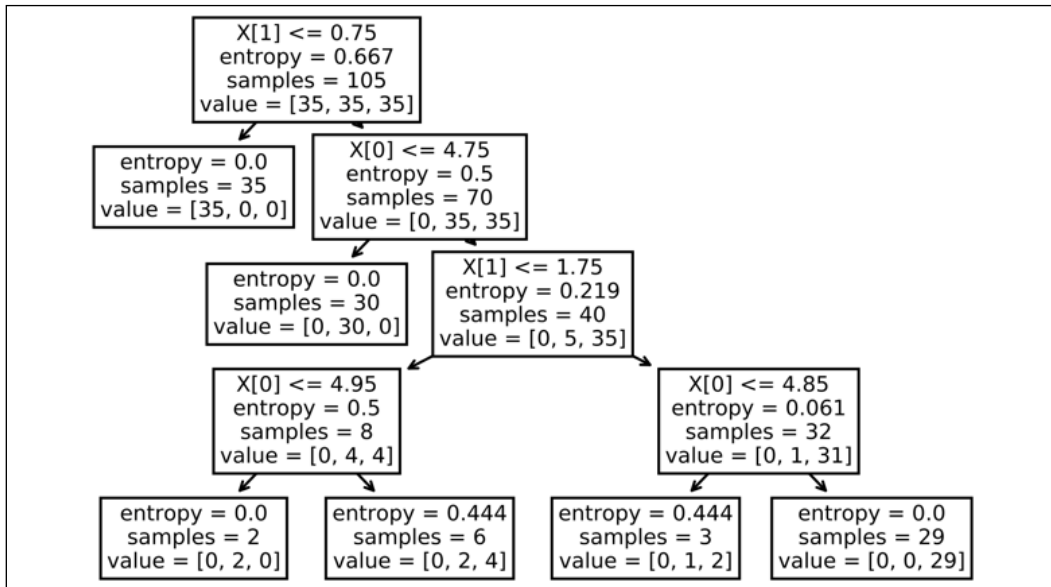 X[1] <= 0.75
entropy = 0.667
samples = 105
value = [35, 35, 35]
entropy = 0.0
samples = 35
value = [35, 0, 0]
X[0] <= 4.75
entropy = 0.5
samples = 70
value = [0, 35, 35]
entropy = 0.0
samples = 30
value = [0, 30, 0]
X[1] <= 1.75
entropy = 0.219
samples = 40
value = [0, 5, 35]
X[0] <= 4.95
entropy = 0.5
samples = 8
value = [0, 4, 4]
X[0] <= 4.85
entropy = 0.061
samples = 32
value = [0, 1, 31]
entropy = 0.0
samples = 2
value = [0, 2, 0]
entropy = 0.444
samples = 6
value = [0, 2, 4]
entropy = 0.444
samples = 3
value = [0, 1, 2]
entropy = 0.0
samples = 29
value = [0, 0, 29]